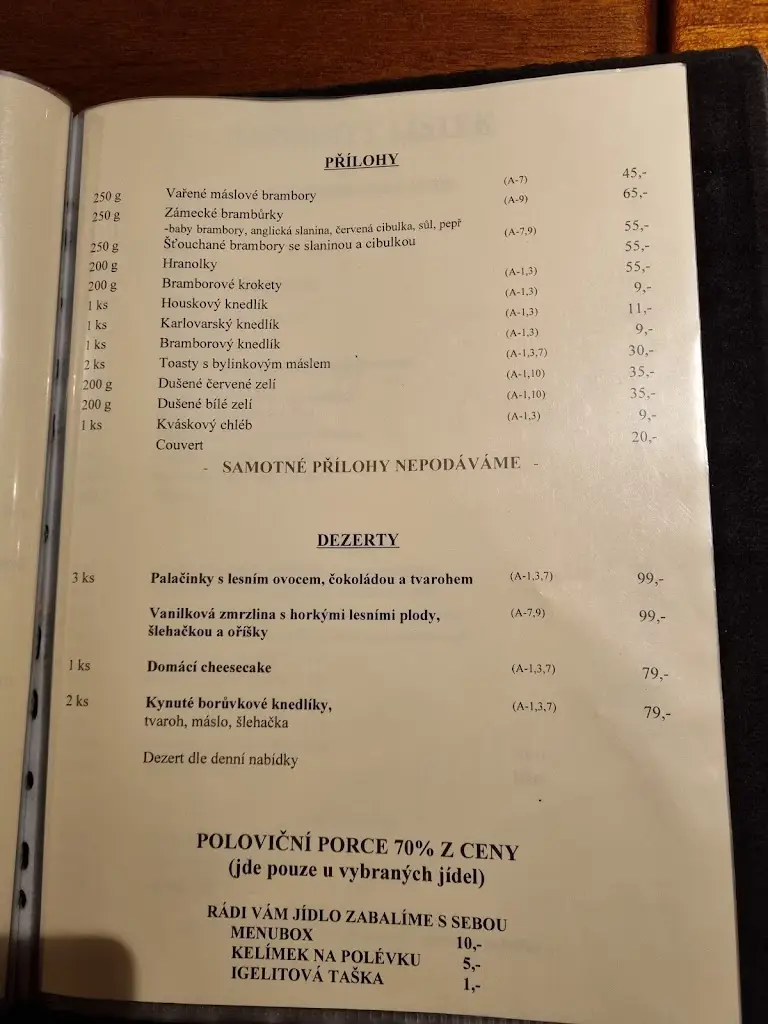 PŘÍLOHY
250 g Vařené máslové brambory (A-7) 45,-
250 g Zámecké brambůrky (A-9) 65,-
-baby brambory, anglická slanina, červená cibulka, sůl, pepř
250 g Šťouchané brambory se slaninou a cibulkou (A-7,9) 55,-
200 g Hranolky 55,-
200 g Bramborové krokety (A-1,3) 55,-
1 ks Houskový knedlík (A-1,3) 9,-
1 ks Karlovarský knedlík (A-1,3) 11,-
1 ks Bramborový knedlík (A-1,3) 9,-
2 ks Toasty s bylinkovým máslem (A-1,3,7) 30,-
200 g Dušené červené zelí (A-1,10) 35,-
200 g Dušené bílé zelí (A-1,10) 35,-
1 ks Kváskový chléb (A-1,3) 9,-
Couvert 20,-
- SAMOTNÉ PŘÍLOHY NEPODÁVÁME -
DEZERTY
3 ks Palačinky s lesním ovocem, čokoládou a tvarohem (A-1,3,7) 99,-
Vanilková zmrzlina s horkými lesními plody, (A-7,9) 99,-
šlehačkou a oříšky
1 ks Domácí cheesecake (A-1,3,7) 79,-
2 ks Kynuté borůvkové knedlíky, (A-1,3,7) 79,-
tvaroh, máslo, šlehačka
Dezert dle denní nabídky
POLOVIČNÍ PORCE 70% Z CENY
(jde pouze u vybraných jídel)
RÁDI VÁM JÍDLO ZABALÍME S SEBOU
MENUBOX 10,-
KELÍMEK NA POLÉVKU 5,-
IGELITOVÁ TAŠKA 1,-